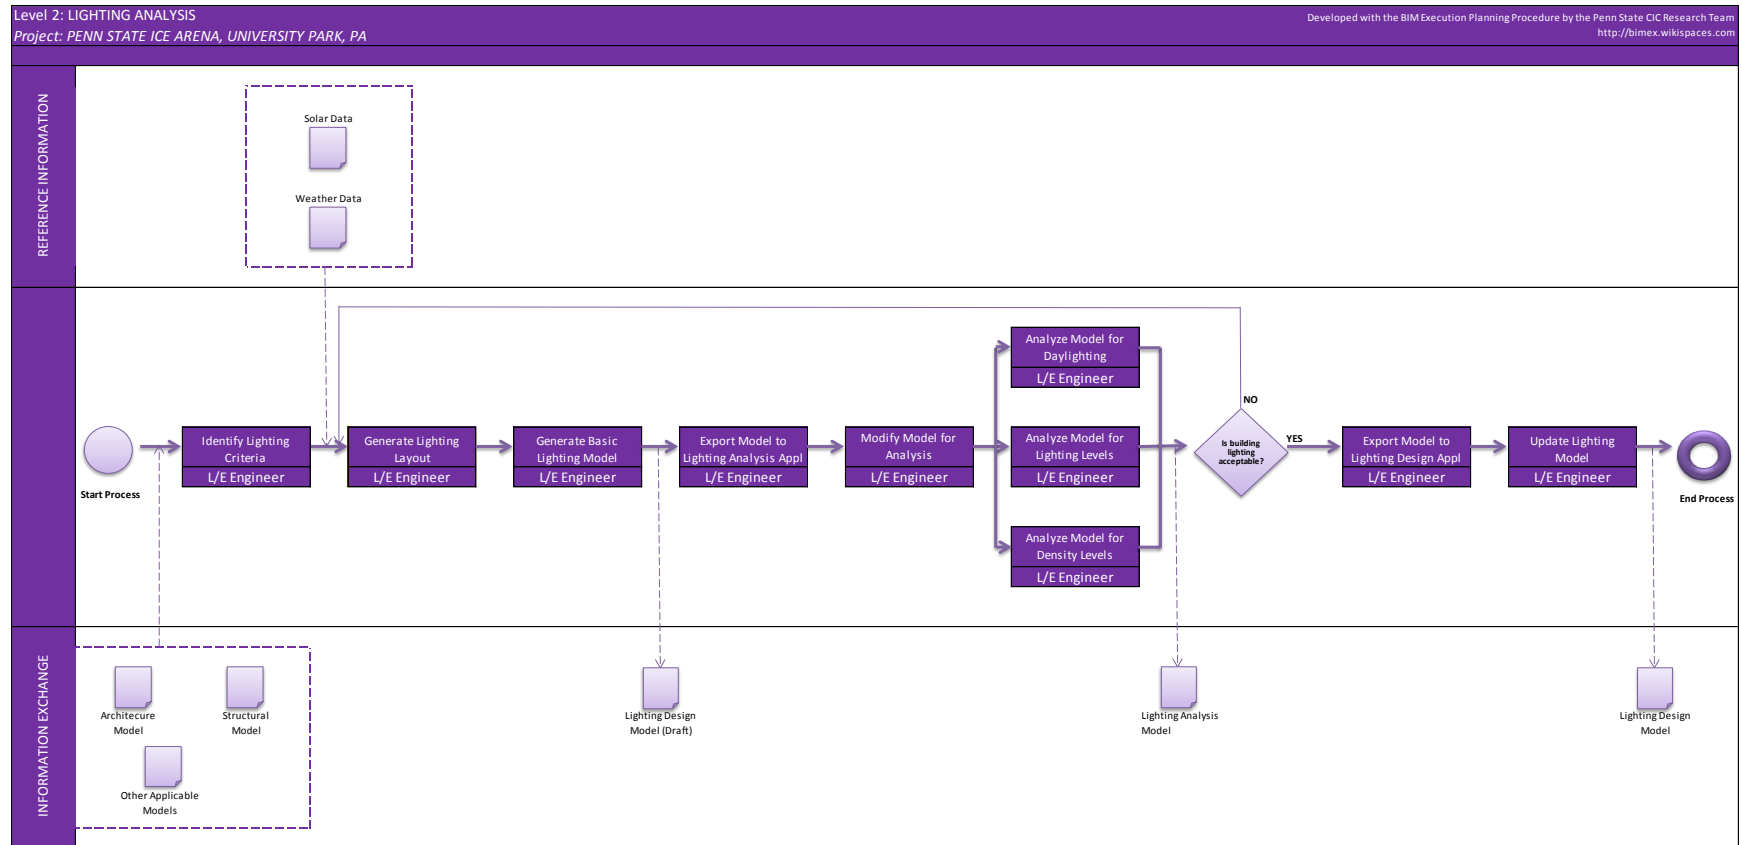 Level 2: LIGHTING ANALYSIS
Project: PENN STATE ICE ARENA, UNIVERSITY PARK, PA
Developed with the BIM Execution Planning Procedure by the Penn State CIC Research Team
http://bimex.wikispaces.com
REFERENCE INFORMATION
Solar Data
Weather Data
Start Process
Identify Lighting
Criteria
L/E Engineer
Generate Lighting
Layout
L/E Engineer
Generate Basic
Lighting Model
L/E Engineer
Export Model to
Lighting Analysis Appl
L/E Engineer
Modify Model for
Analysis
L/E Engineer
Analyze Model for
Daylighting
L/E Engineer
Analyze Model for
Lighting Levels
L/E Engineer
Analyze Model for
Density Levels
L/E Engineer
NO
Is building
lighting
acceptable?
YES
Export Model to
Lighting Design Appl
L/E Engineer
Update Lighting
Model
L/E Engineer
End Process
INFORMATION EXCHANGE
Architecure
Model
Structural
Model
Other Applicable
Models
Lighting Design
Model (Draft)
Lighting Analysis
Model
Lighting Design
Model